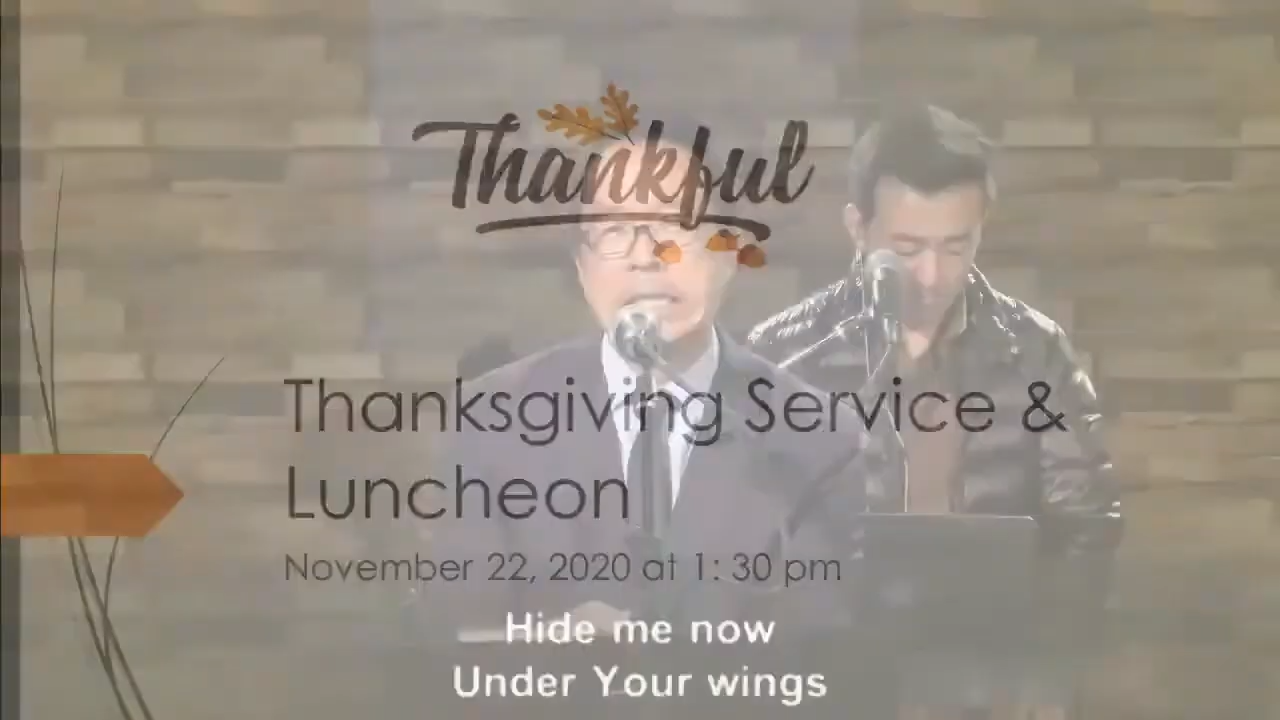 Thankful
Thanksgiving Service &
Luncheon
November 22, 2020 at 1: 30 pm
Hide me now
Under Your wings